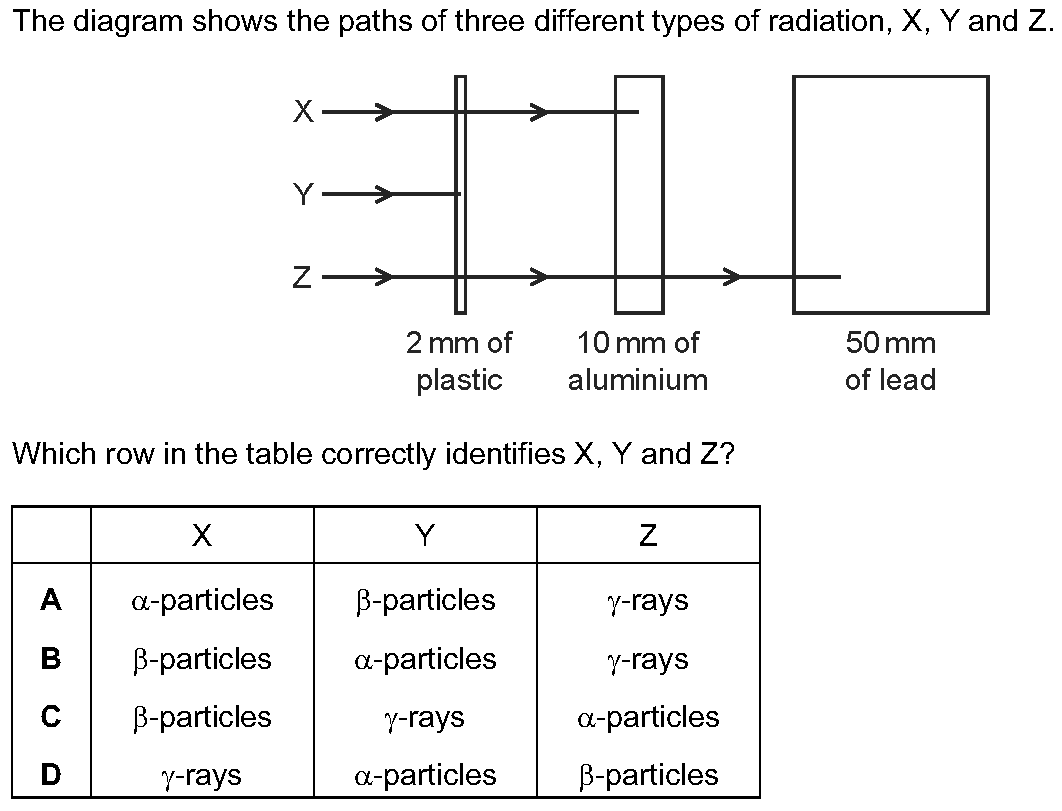 The diagram shows the paths of three different types of radiation, X, Y and Z.
X
Y
Z
2 mm of
plastic
10 mm of
aluminium
50 mm
of lead
Which row in the table correctly identifies X, Y and Z?
X Y Z
A α-particles β-particles γ-rays
B β-particles α-particles γ-rays
C β-particles γ-rays α-particles
D γ-rays α-particles β-particles